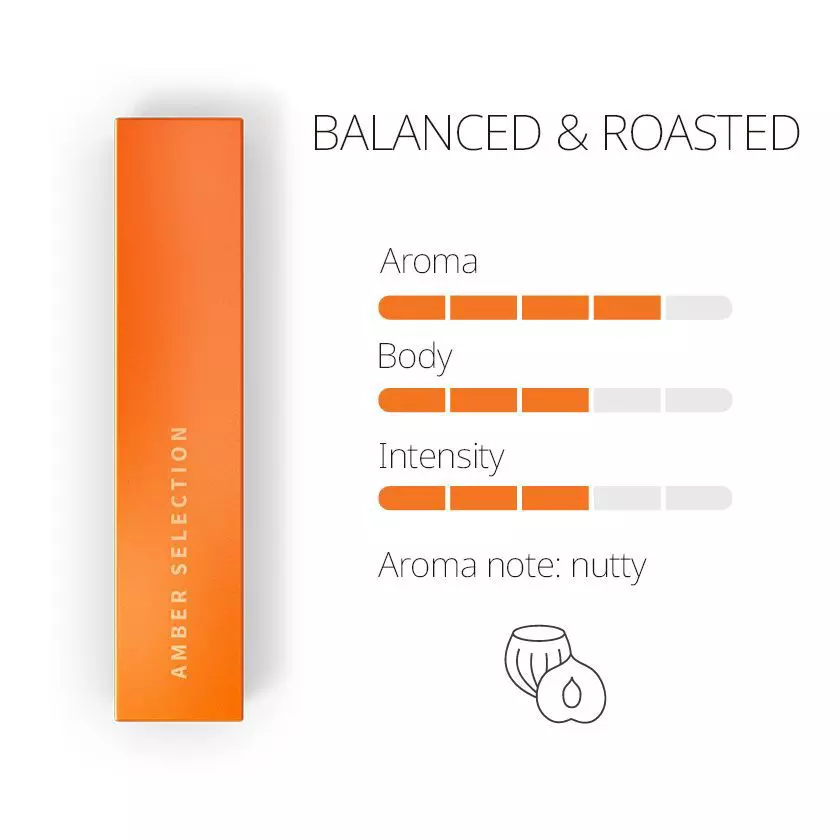 BALANCED & ROASTED
Aroma
Body
Intensity
Aroma note: nutty
AMBER SELECTION